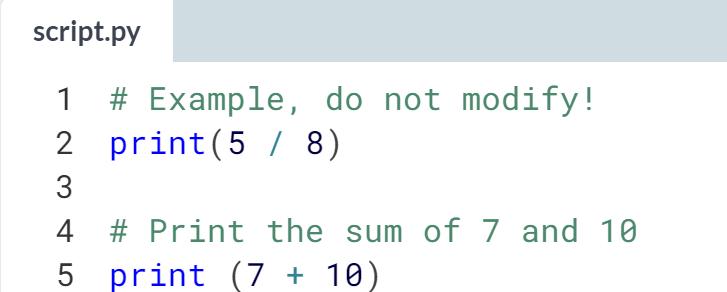 script.py
1 # Example, do not modify!
2 print(5 / 8)
3
4 # Print the sum of 7 and 10
5 print (7 + 10)